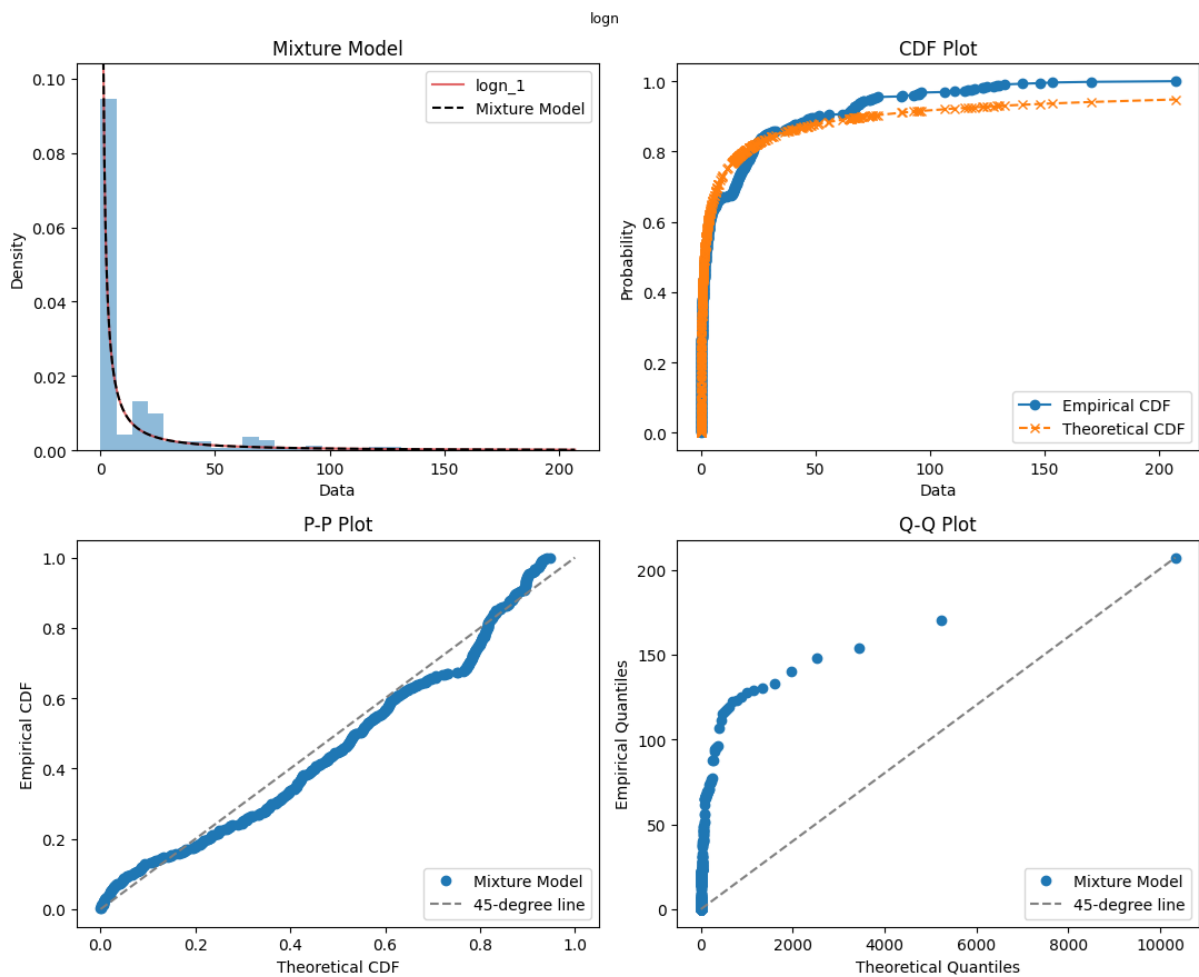 logn
Mixture Model
0.10
0.08
0.06
0.04
0.02
0.00
Density
0
50
100
150
200
Data
logn_1
Mixture Model
CDF Plot
1.0
0.8
0.6
0.4
0.2
0.0
Probability
0
50
100
150
200
Data
Empirical CDF
Theoretical CDF
P-P Plot
1.0
0.8
0.6
0.4
0.2
0.0
Empirical CDF
0.0
0.2
0.4
0.6
0.8
1.0
Theoretical CDF
Mixture Model
45-degree line
Q-Q Plot
200
150
100
50
0
Empirical Quantiles
0
2000
4000
6000
8000
10000
Theoretical Quantiles
Mixture Model
45-degree line